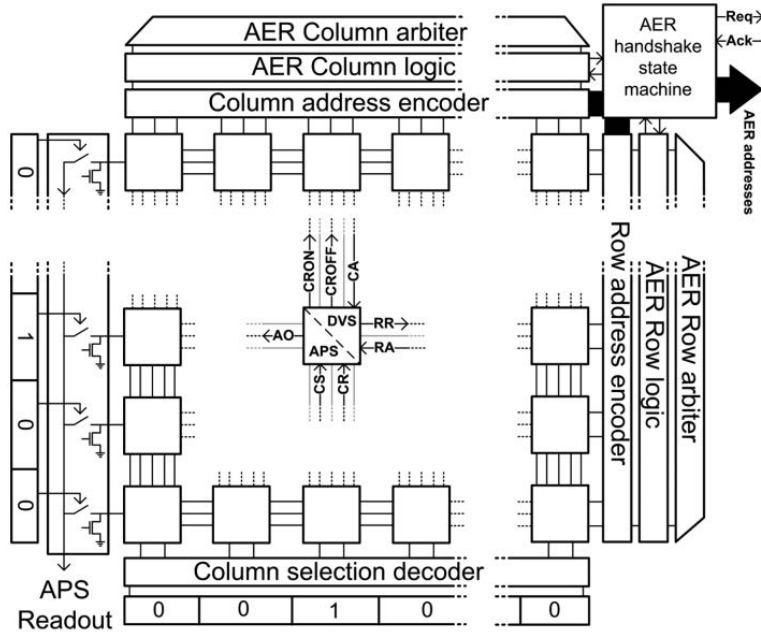 AER Column arbiter
AER Column logic
Column address encoder
AER
handshake
state
machine
Req
Ack
AER addresses
0
1
0
0
CRON
CROFF
CA
DVS
APS
AO
RR
RA
CS
CR
Row address encoder
AER Row logic
AER Row arbiter
Column selection decoder
0 0 1 0 0
APS
Readout